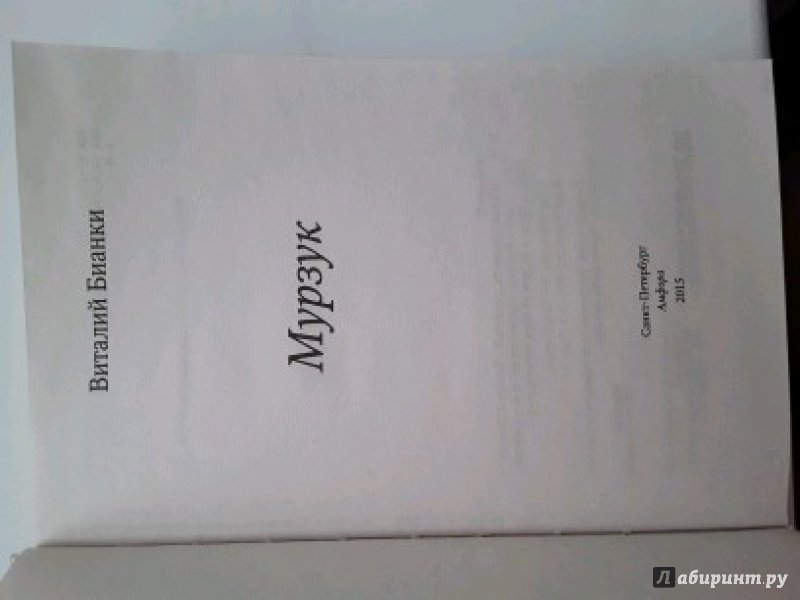 Виталий Бианки
Мурзук
Санкт-Петербург
Амфора
2015
Лабиринт.ру